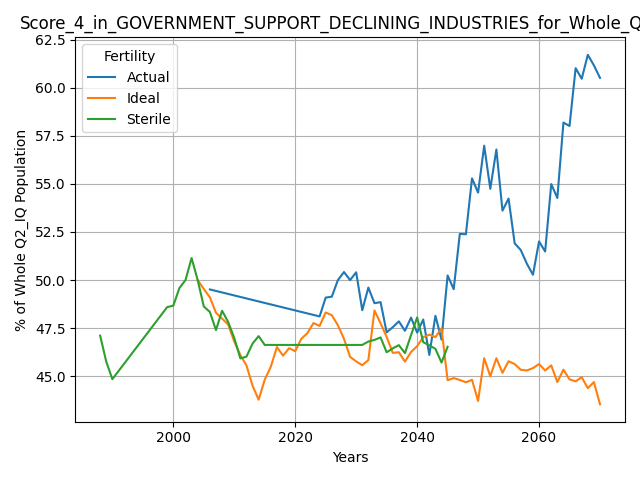 Score_4_in_GOVERNMENT_SUPPORT_DECLINING_INDUSTRIES_for_Whole_Q
62.5
60.0
57.5
55.0
52.5
50.0
47.5
45.0
% of Whole Q2_IQ Population
Fertility
Actual
Ideal
Sterile
2000
2020
2040
2060
Years